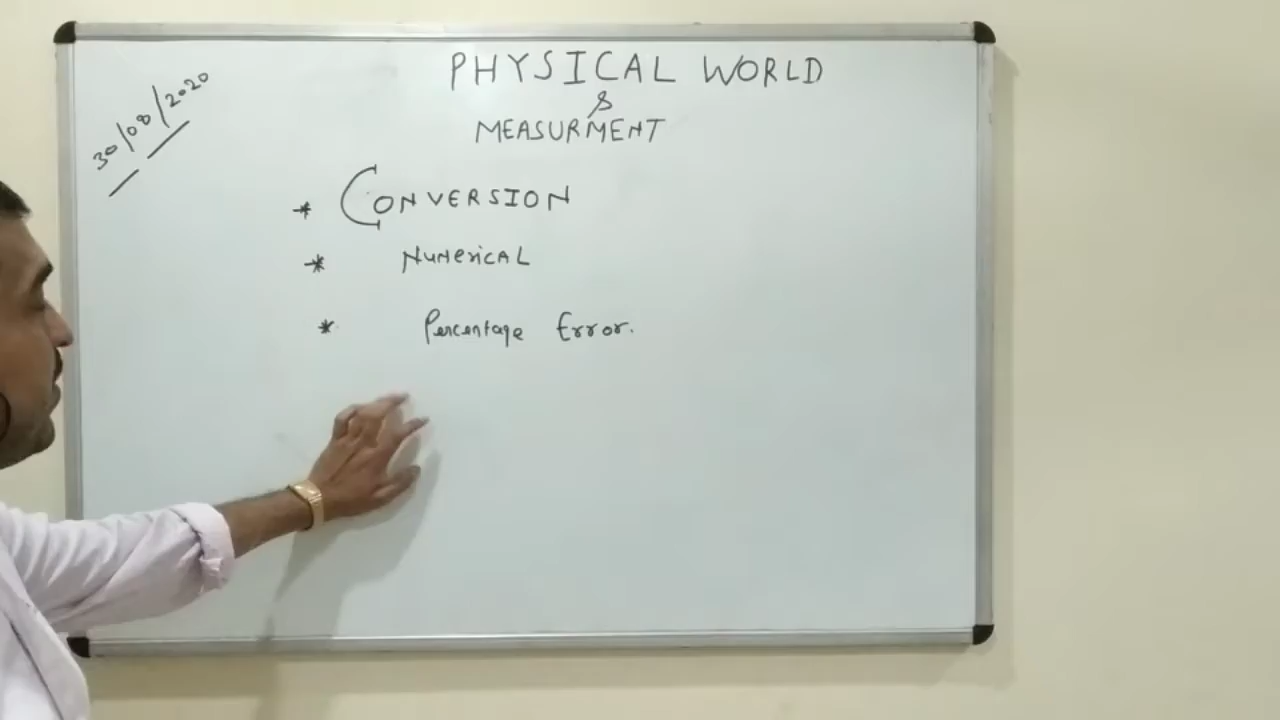 30/08/2020
PHYSICAL WORLD
&
MEASURMENT
* CONVERSION
* NUMERICAL
* Percentage Error.